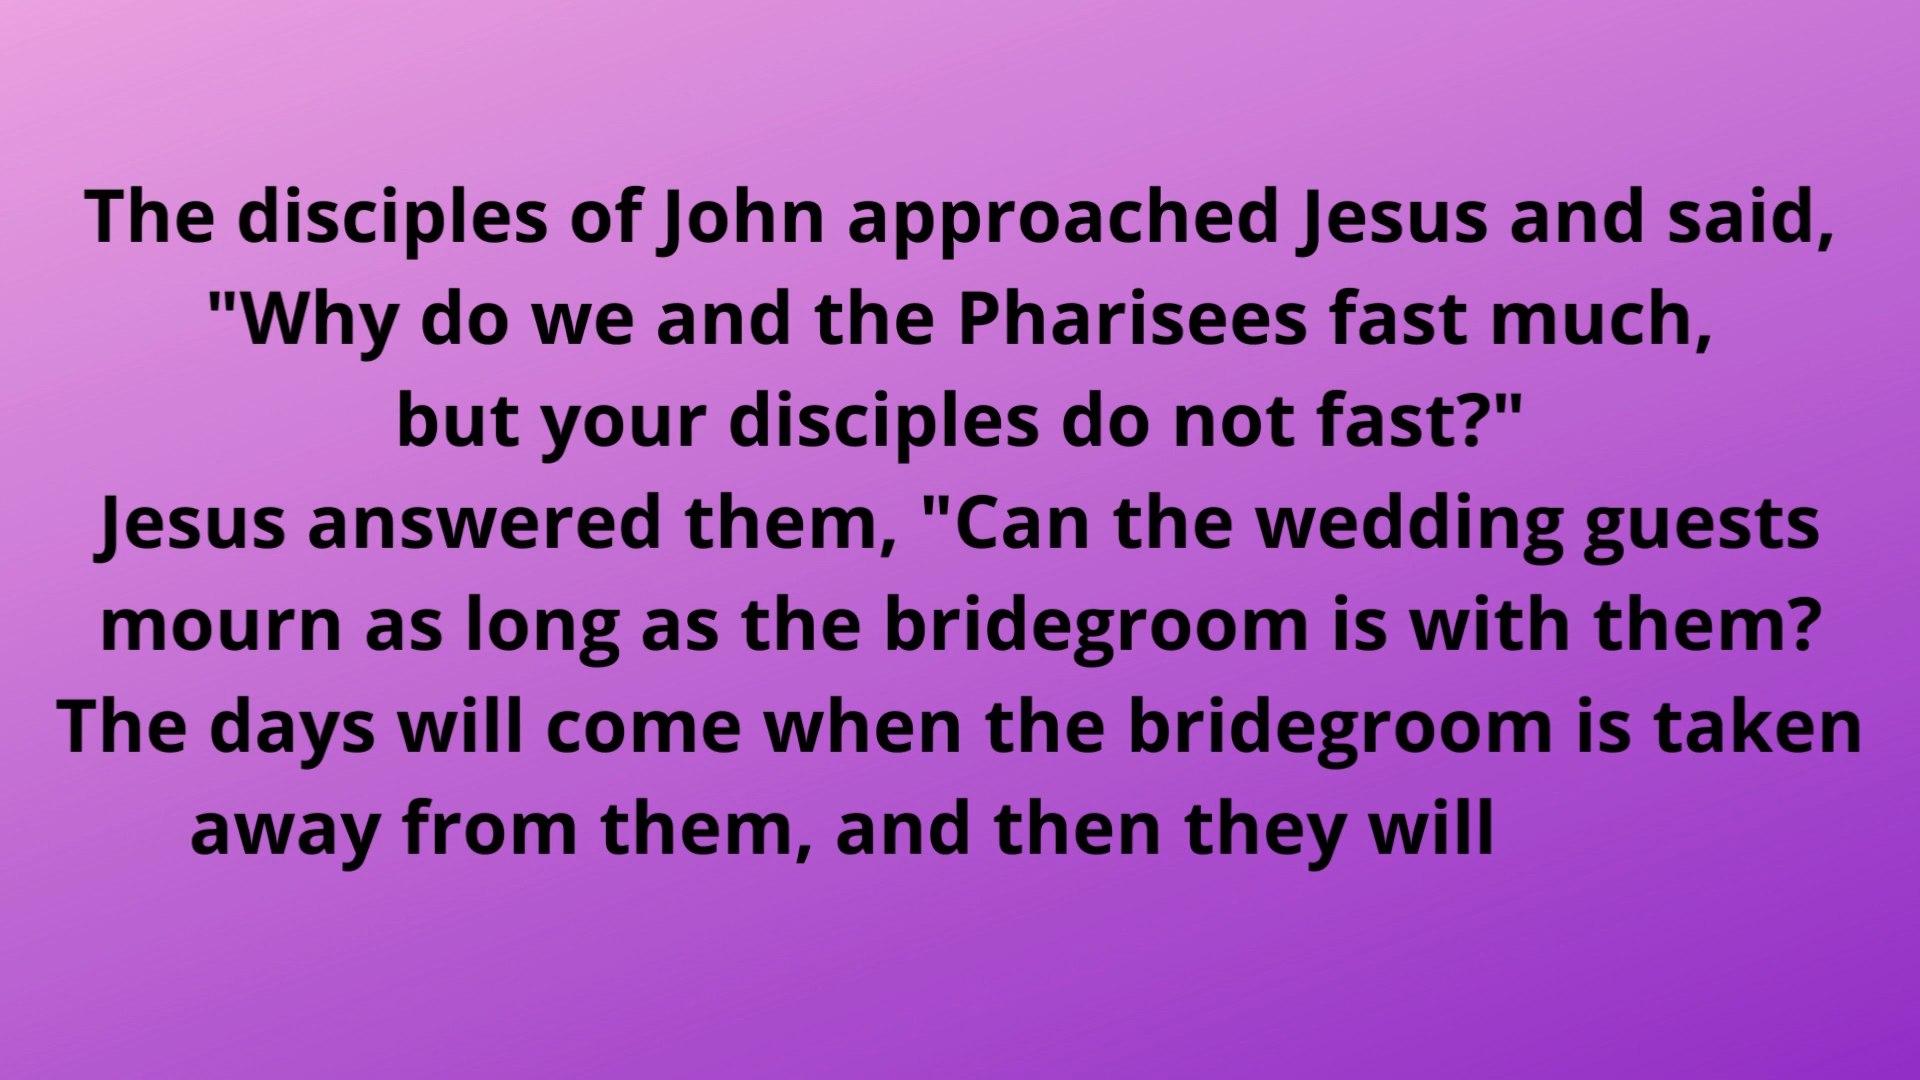 The disciples of John approached Jesus and said,
"Why do we and the Pharisees fast much,
but your disciples do not fast?"
Jesus answered them, "Can the wedding guests
mourn as long as the bridegroom is with them?
The days will come when the bridegroom is taken
away from them, and then they will